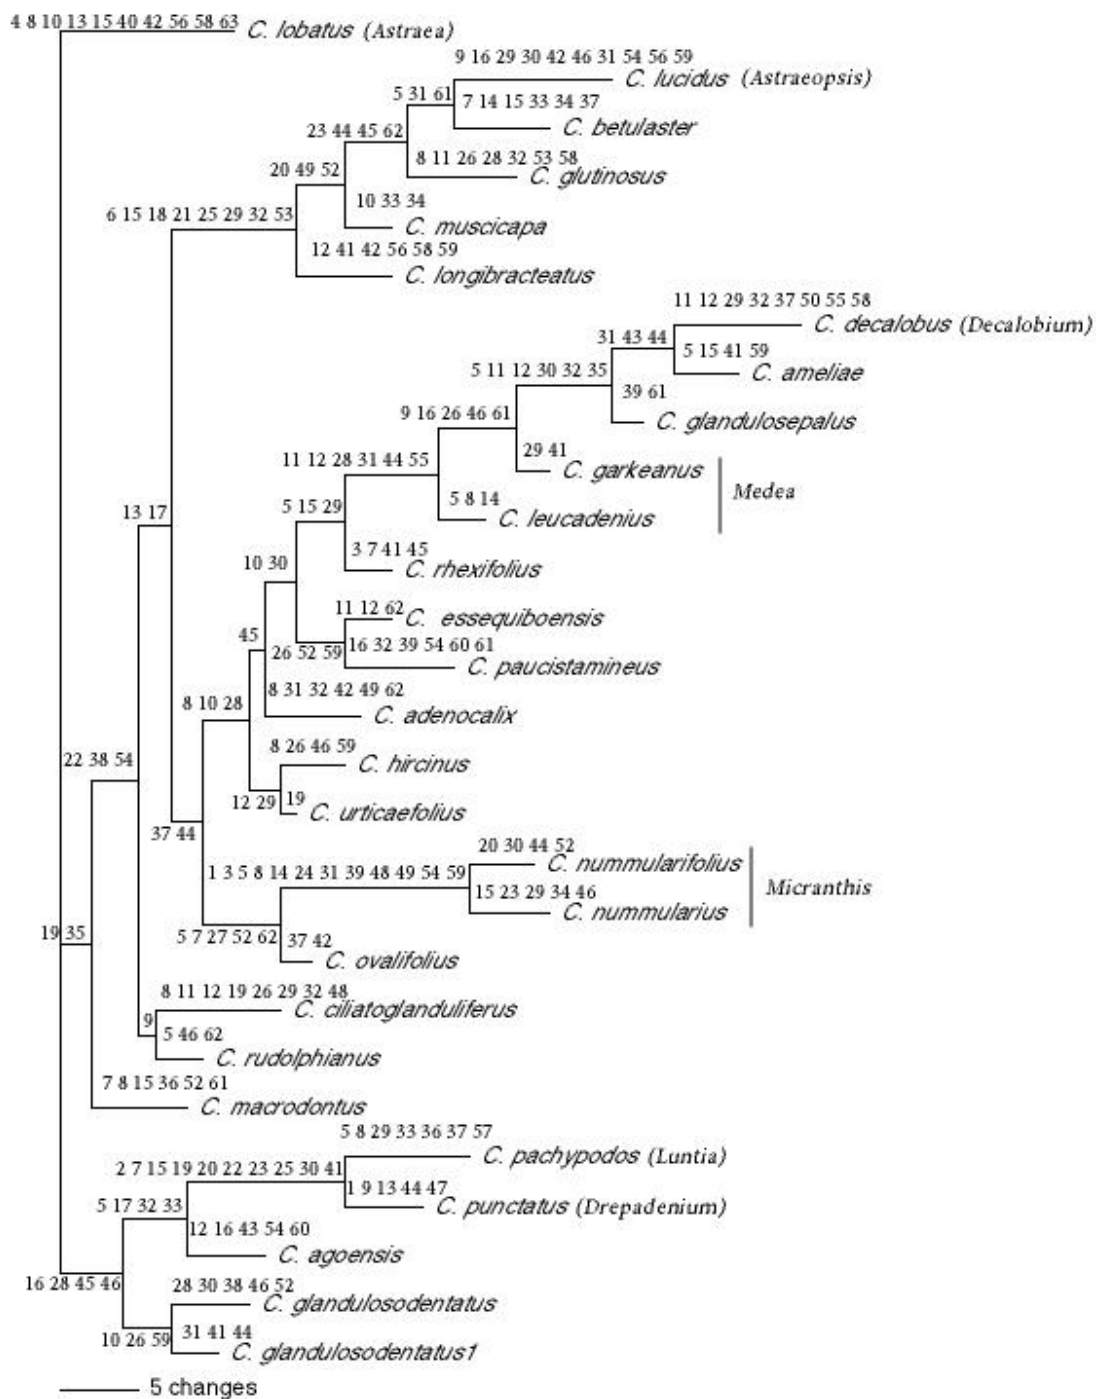 4 8 10 13 15 40 42 56 58 63
C. lobatus (Astraea)
9 16 29 30 42 46 31 54 56 59
C. lucidus (Astraeopsis)
5 31 61
7 14 15 33 34 37
C. betulaster
23 44 45 62
8 11 26 28 32 53 58
C. glutinosus
20 49 52
10 33 34
C. muscicapa
6 15 18 21 25 29 32 53
12 41 42 56 58 59
C. longibracteatus
11 12 29 32 37 50 55 58
C. decalobus (Decalobium)
31 43 44
5 15 41 59
C. ameliae
5 11 12 30 32 35
39 61
C. glandulosepalus
9 16 26 46 61
29 41
C. garkeanus
Medea
11 12 28 31 44 55
5 8 14
C. leucadenius
13 17
5 15 29
3 7 41 45
C. rhexifolius
10 30
11 12 62
C. essequiboensis
45
26 52 59
16 32 39 54 60 61
C. paucistamineus
8 31 32 42 49 62
C. adenocalix
8 10 28
8 26 46 59
C. hircinus
22 38 54
12 29
19
C. urticaefolius
37 44
20 30 44 52
C. nummularifolius
1 3 5 8 14 24 31 39 48 49 54 59
Micranthis
15 23 29 34 46
C. nummularius
19 35
5 7 27 52 62
37 42
C. ovalifolius
8 11 12 19 26 29 32 48
C. ciliatoglanduliferus
9
5 46 62
C. rudolphianus
7 8 15 36 52 61
C. macrodontus
5 8 29 33 36 37 57
C. pachypodos (Luntia)
2 7 15 19 20 22 23 25 30 41
1 9 13 44 47
C. punctatus (Drepadenium)
5 17 32 33
12 16 43 54 60
C. agoensis
16 28 45 46
28 30 38 46 52
C. glandulosodentatus
10 26 59
31 41 44
C. glandulosodentatus1
5 changes